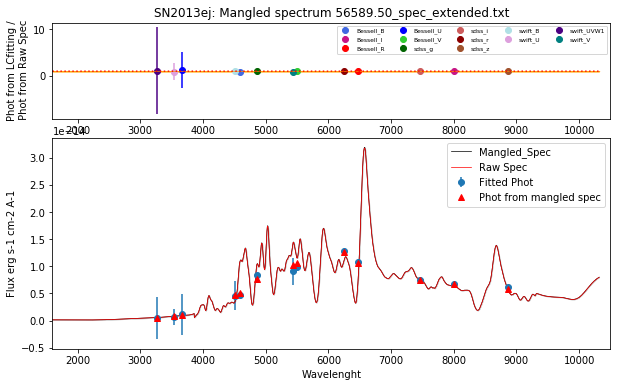 SN2013ej: Mangled spectrum 56589.50_spec_extended.txt
Phot from LCfitting /
Phot from Raw Spec
10
0
Bessell_B
Bessell_I
Bessell_R
Bessell_U
Bessell_V
sdss_g
sdss_i
sdss_r
sdss_z
swift_B
swift_U
swift_UVW1
swift_V
2000 3000 4000 5000 6000 7000 8000 9000 10000
1e−14
Flux erg s-1 cm-2 A-1
3.0
2.5
2.0
1.5
1.0
0.5
0.0
−0.5
Mangled_Spec
Raw Spec
Fitted Phot
Phot from mangled spec
2000 3000 4000 5000 6000 7000 8000 9000 10000
Wavelenght